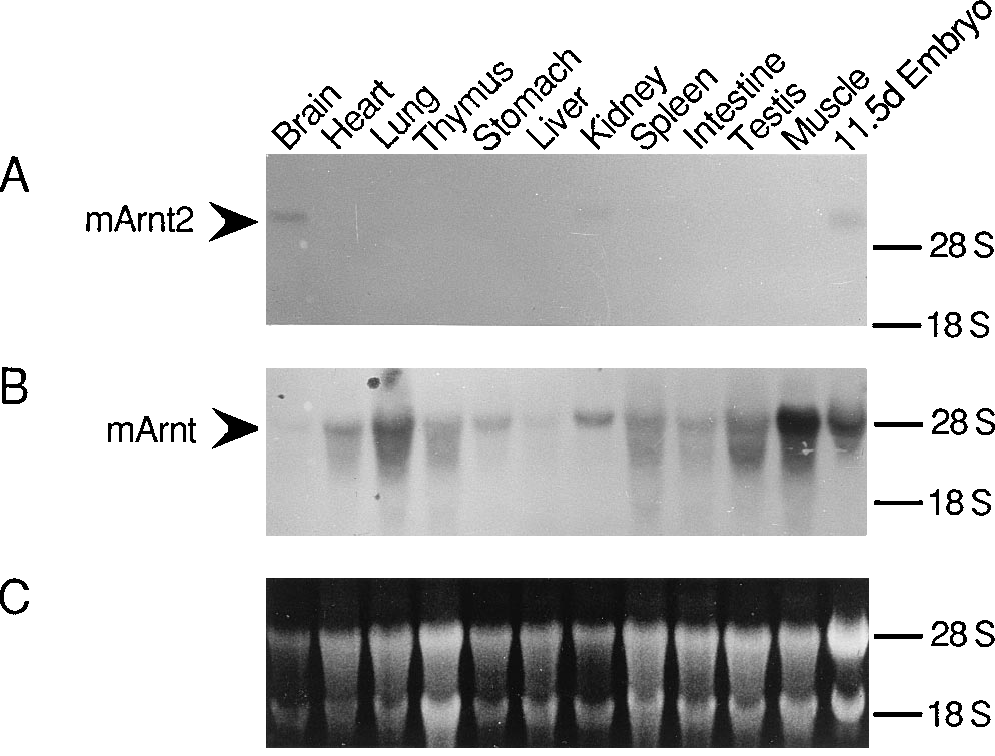 Brain Heart Lung Thymus Stomach Liver Kidney Spleen Intestine Testis Muscle 11.5d Embryo
A
mArnt2
28 S
18 S
B
mArnt
28 S
18 S
C
28 S
18 S